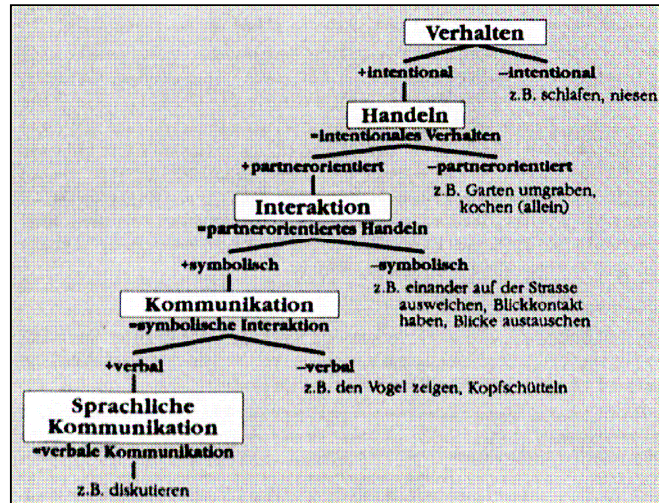 Verhalten
+intentional –intentional
z.B. schlafen, niesen
Handeln
=intentionales Verhalten
+partnerorientiert –partnerorientiert
z.B. Garten umgraben,
kochen (allein)
Interaktion
=partnerorientiertes Handeln
+symbolisch –symbolisch
z.B. einander auf der Strasse
ausweichen, Blickkontakt
haben, Blicke austauschen
Kommunikation
=symbolische Interaktion
+verbal –verbal
z.B. den Vogel zeigen, Kopfschütteln
Sprachliche
Kommunikation
=verbale Kommunikation
z.B. diskutieren